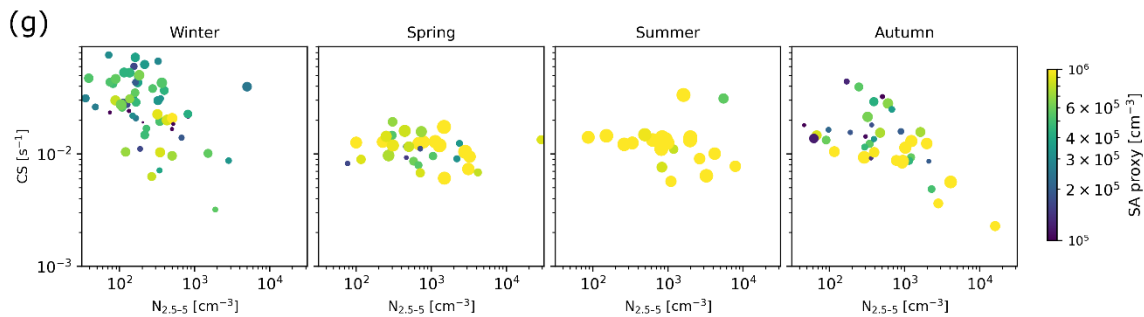 (g)
Winter Spring Summer Autumn
CS [s⁻¹]
10⁻²
10⁻³
10² 10³ 10⁴ 10² 10³ 10⁴ 10² 10³ 10⁴ 10² 10³ 10⁴
N₂.₅₋₅ [cm⁻³] N₂.₅₋₅ [cm⁻³] N₂.₅₋₅ [cm⁻³] N₂.₅₋₅ [cm⁻³]
10⁶
6 × 10⁵
4 × 10⁵
3 × 10⁵
2 × 10⁵
10⁵
SA proxy [cm⁻³]